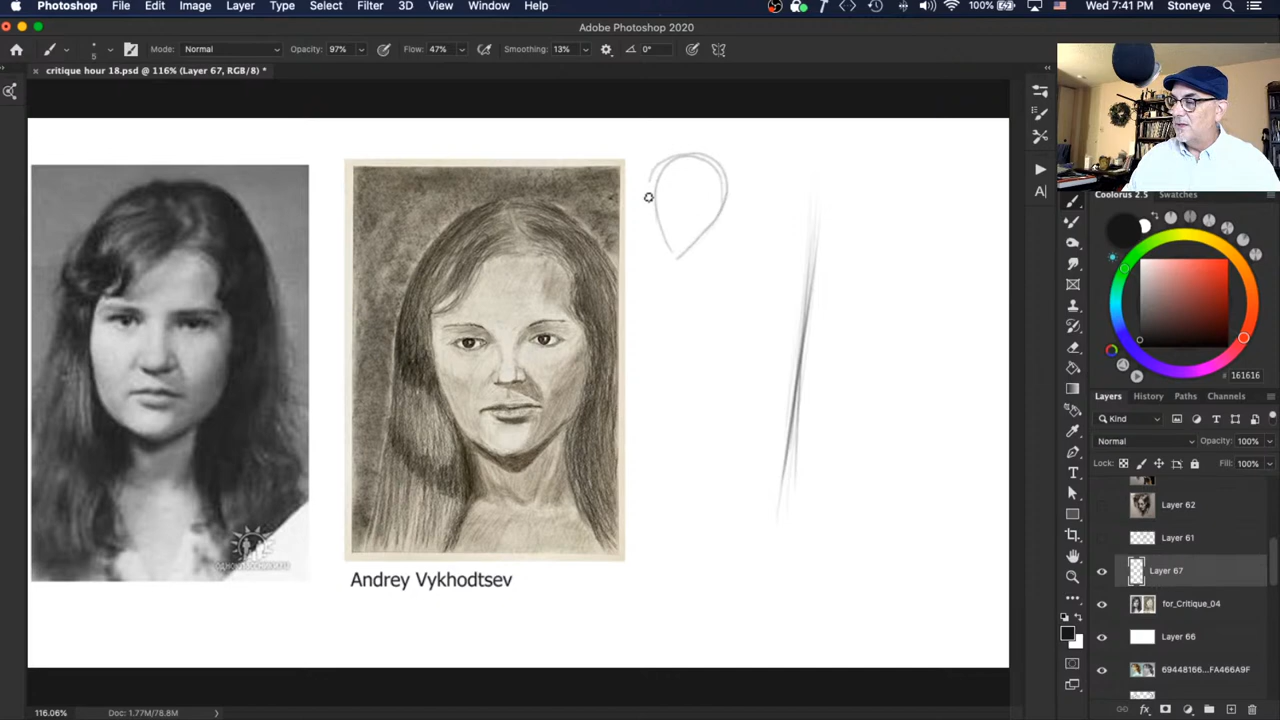 Photoshop File Edit Image Layer Type Select Filter 3D View Window Help 100% Wed 7:41 PM Stoneye
Adobe Photoshop 2020
Mode: Normal Opacity: 97% Flow: 47% Smoothing: 13% 0°
critique hour 18.psd @ 116% (Layer 67, RGB/8) *
Coolorus 2.5 Swatches
# 161616
Layers History Paths Channels
Kind
Normal Opacity: 100%
Lock: Fill: 100%
Layer 62
Layer 61
Layer 67
for_Critique_04
Layer 66
69448166...FA466A9F
Andrey Vykhodtsev
116.06% Doc: 1.77M/78.8M